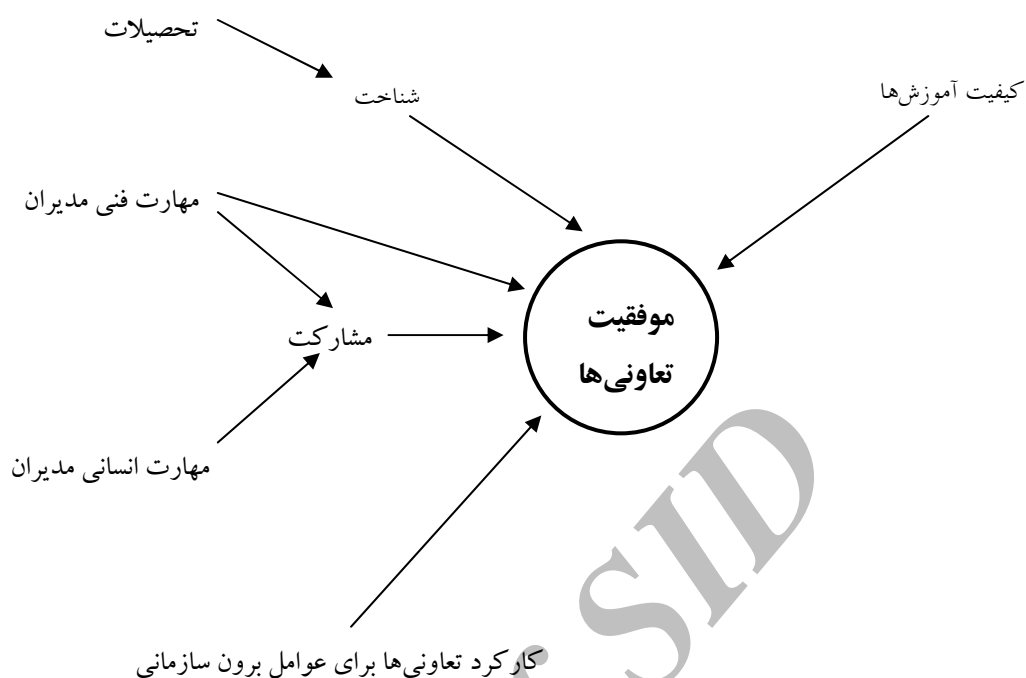 تحصیلات
شناخت
کیفیت آموزش‌ها
مهارت فنی مدیران
موفقیت
تعاونی‌ها
مشارکت
مهارت انسانی مدیران
کارکرد تعاونی‌ها برای عوامل برون سازمانی
SID